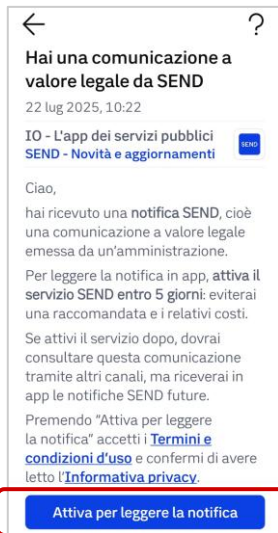 Hai una comunicazione a
valore legale da SEND
22 lug 2025, 10:22
IO - L'app dei servizi pubblici
SEND - Novità e aggiornamenti
SEND
Ciao,
hai ricevuto una notifica SEND, cioè
una comunicazione a valore legale
emessa da un'amministrazione.
Per leggere la notifica in app, attiva il
servizio SEND entro 5 giorni: eviterai
una raccomandata e i relativi costi.
Se attivi il servizio dopo, dovrai
consultare questa comunicazione
tramite altri canali, ma riceverai in
app le notifiche SEND future.
Premendo "Attiva per leggere
la notifica" accetti i Termini e
condizioni d'uso e confermi di avere
letto l'Informativa privacy.
Attiva per leggere la notifica